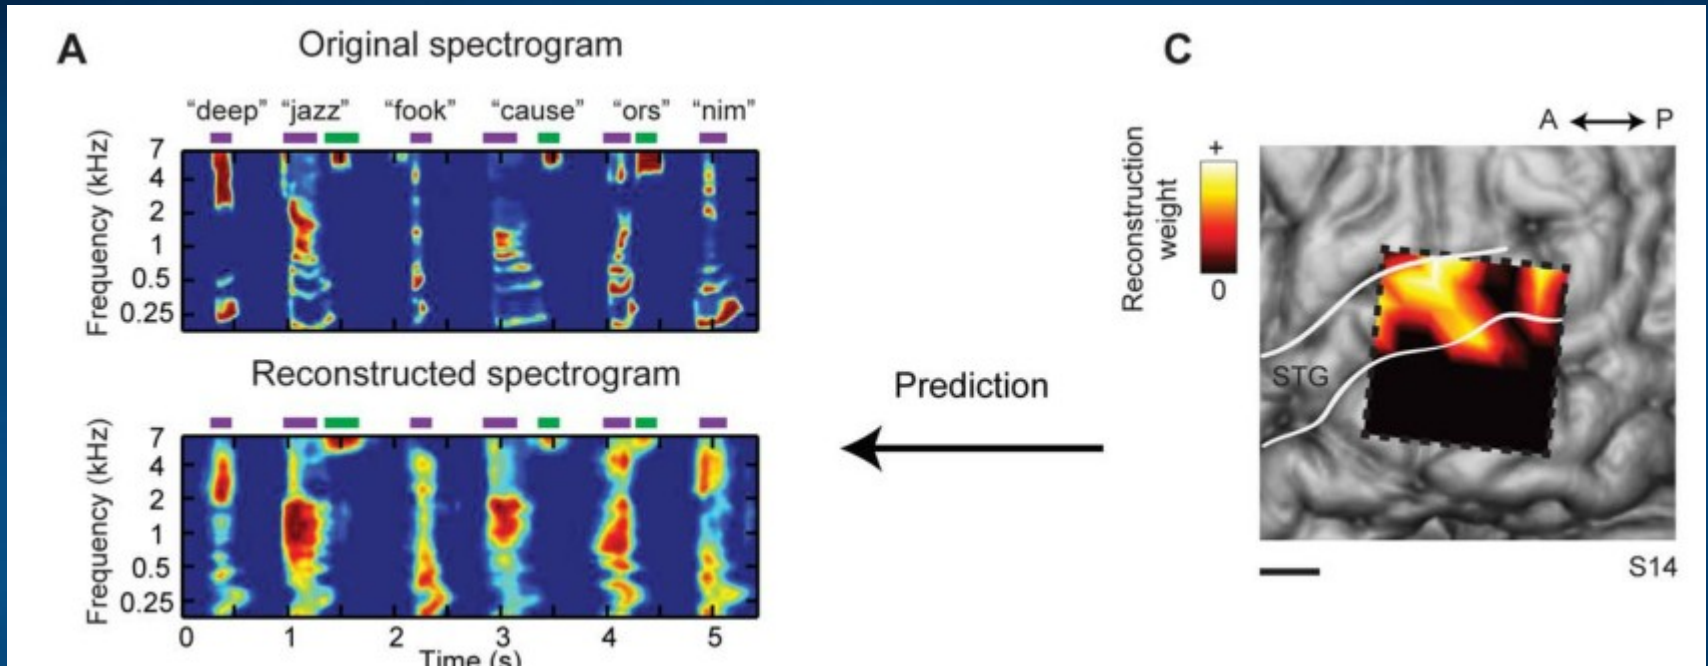 A
Original spectrogram
“deep” “jazz” “fook” “cause” “ors” “nim”
Frequency (kHz)
7
4
2
1
0.5
0.25
Reconstructed spectrogram
Frequency (kHz)
7
4
2
1
0.5
0.25
0 1 2 3 4 5
Time (s)
Prediction
C
A P
Reconstruction
weight
+
0
STG
S14